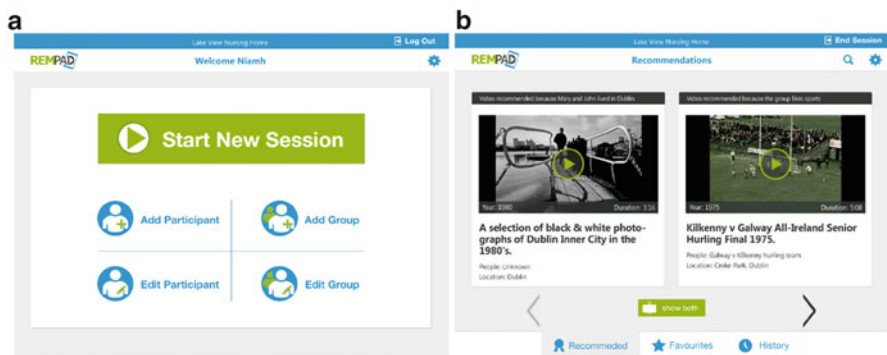 a
Lake View Nursing Home
Log Out
REMPAD
Welcome Niamh
Start New Session
Add Participant
Add Group
Edit Participant
Edit Group
b
Lake View Nursing Home
End Session
REMPAD
Recommendations
Video recommended because Mary and John lived in Dublin
Video recommended because the group likes sports
Year: 1980
Duration: 3:16
Year: 1975
Duration: 5:08
A selection of black & white photo-
graphs of Dublin Inner City in the
1980's.
People: Unknown
Location: Dublin
Kilkenny v Galway All-Ireland Senior
Hurling Final 1975.
People: Galway's Kilkenny hurling team
Location: Croke Park, Dublin
show both
Recommeded
Favourites
History